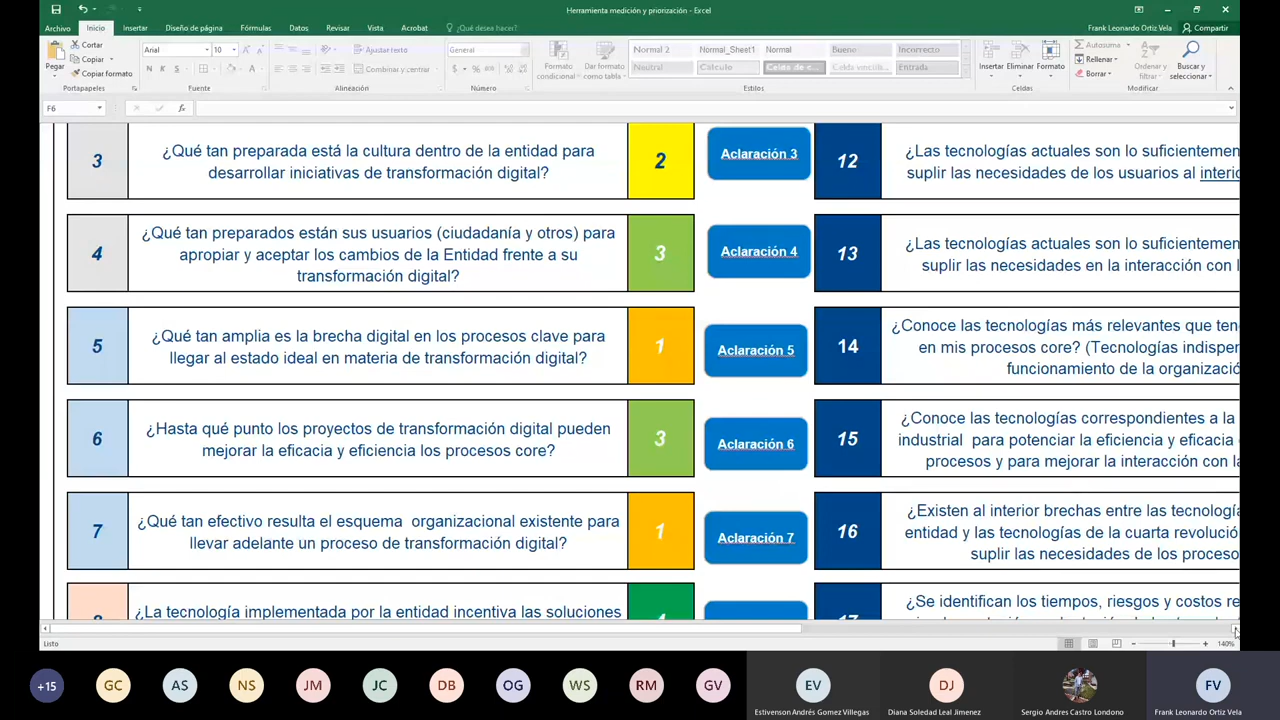 Herramienta medición y priorización - Excel
Archivo Inicio Insertar Diseño de página Fórmulas Datos Revisar Vista Acrobat ¿Qué desea hacer? Frank Leonardo Ortiz Vela Compartir
Pegar
Cortar
Copiar
Copiar formato
Portapapeles
Arial 10
N K S
Fuente
Ajustar texto
Combinar y centrar
Alineación
General
$ % 000
Número
Formato condicional
Dar formato como tabla
Normal 2 Normal_Sheet1 Normal Bueno Incorrecto
Neutral Cálculo Celda de c... Celda vincul... Entrada
Estilos
Insertar Eliminar Formato
Celdas
Autosuma
Rellenar
Borrar
Ordenar y filtrar
Buscar y seleccionar
Modificar
F6
fx
3
¿Qué tan preparada está la cultura dentro de la entidad para
desarrollar iniciativas de transformación digital?
2
Aclaración 3
12
¿Las tecnologías actuales son lo suficientemen
suplir las necesidades de los usuarios al interio
4
¿Qué tan preparados están sus usuarios (ciudadanía y otros) para
apropiar y aceptar los cambios de la Entidad frente a su
transformación digital?
3
Aclaración 4
13
¿Las tecnologías actuales son lo suficientemen
suplir las necesidades en la interacción con l
5
¿Qué tan amplia es la brecha digital en los procesos clave para
llegar al estado ideal en materia de transformación digital?
1
Aclaración 5
14
¿Conoce las tecnologías más relevantes que ten
en mis procesos core? (Tecnologías indispen
funcionamiento de la organizació
6
¿Hasta qué punto los proyectos de transformación digital pueden
mejorar la eficacia y eficiencia los procesos core?
3
Aclaración 6
15
¿Conoce las tecnologías correspondientes a la
industrial para potenciar la eficiencia y eficacia
procesos y para mejorar la interacción con la
7
¿Qué tan efectivo resulta el esquema organizacional existente para
llevar adelante un proceso de transformación digital?
1
Aclaración 7
16
¿Existen al interior brechas entre las tecnologí
entidad y las tecnologías de la cuarta revolució
suplir las necesidades de los proceso
¿La tecnología implementada por la entidad incentiva las soluciones
4
17
¿Se identifican los tiempos, riesgos y costos re
Listo
140%
+15 GC AS NS JM JC DB OG WS RM GV EV DJ FV
Estivenson Andrés Gomez Villegas
Diana Soledad Leal Jimenez
Sergio Andres Castro Londono
Frank Leonardo Ortiz Vela